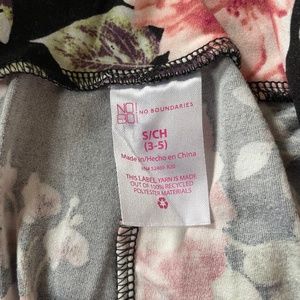 NO
BO
NO BOUNDARIES
S/CH
(3-5)
Made in/Hecho en China
THIS LABEL YARN IS MADE
OUT OF 100% RECYCLED
POLYESTER MATERIALS